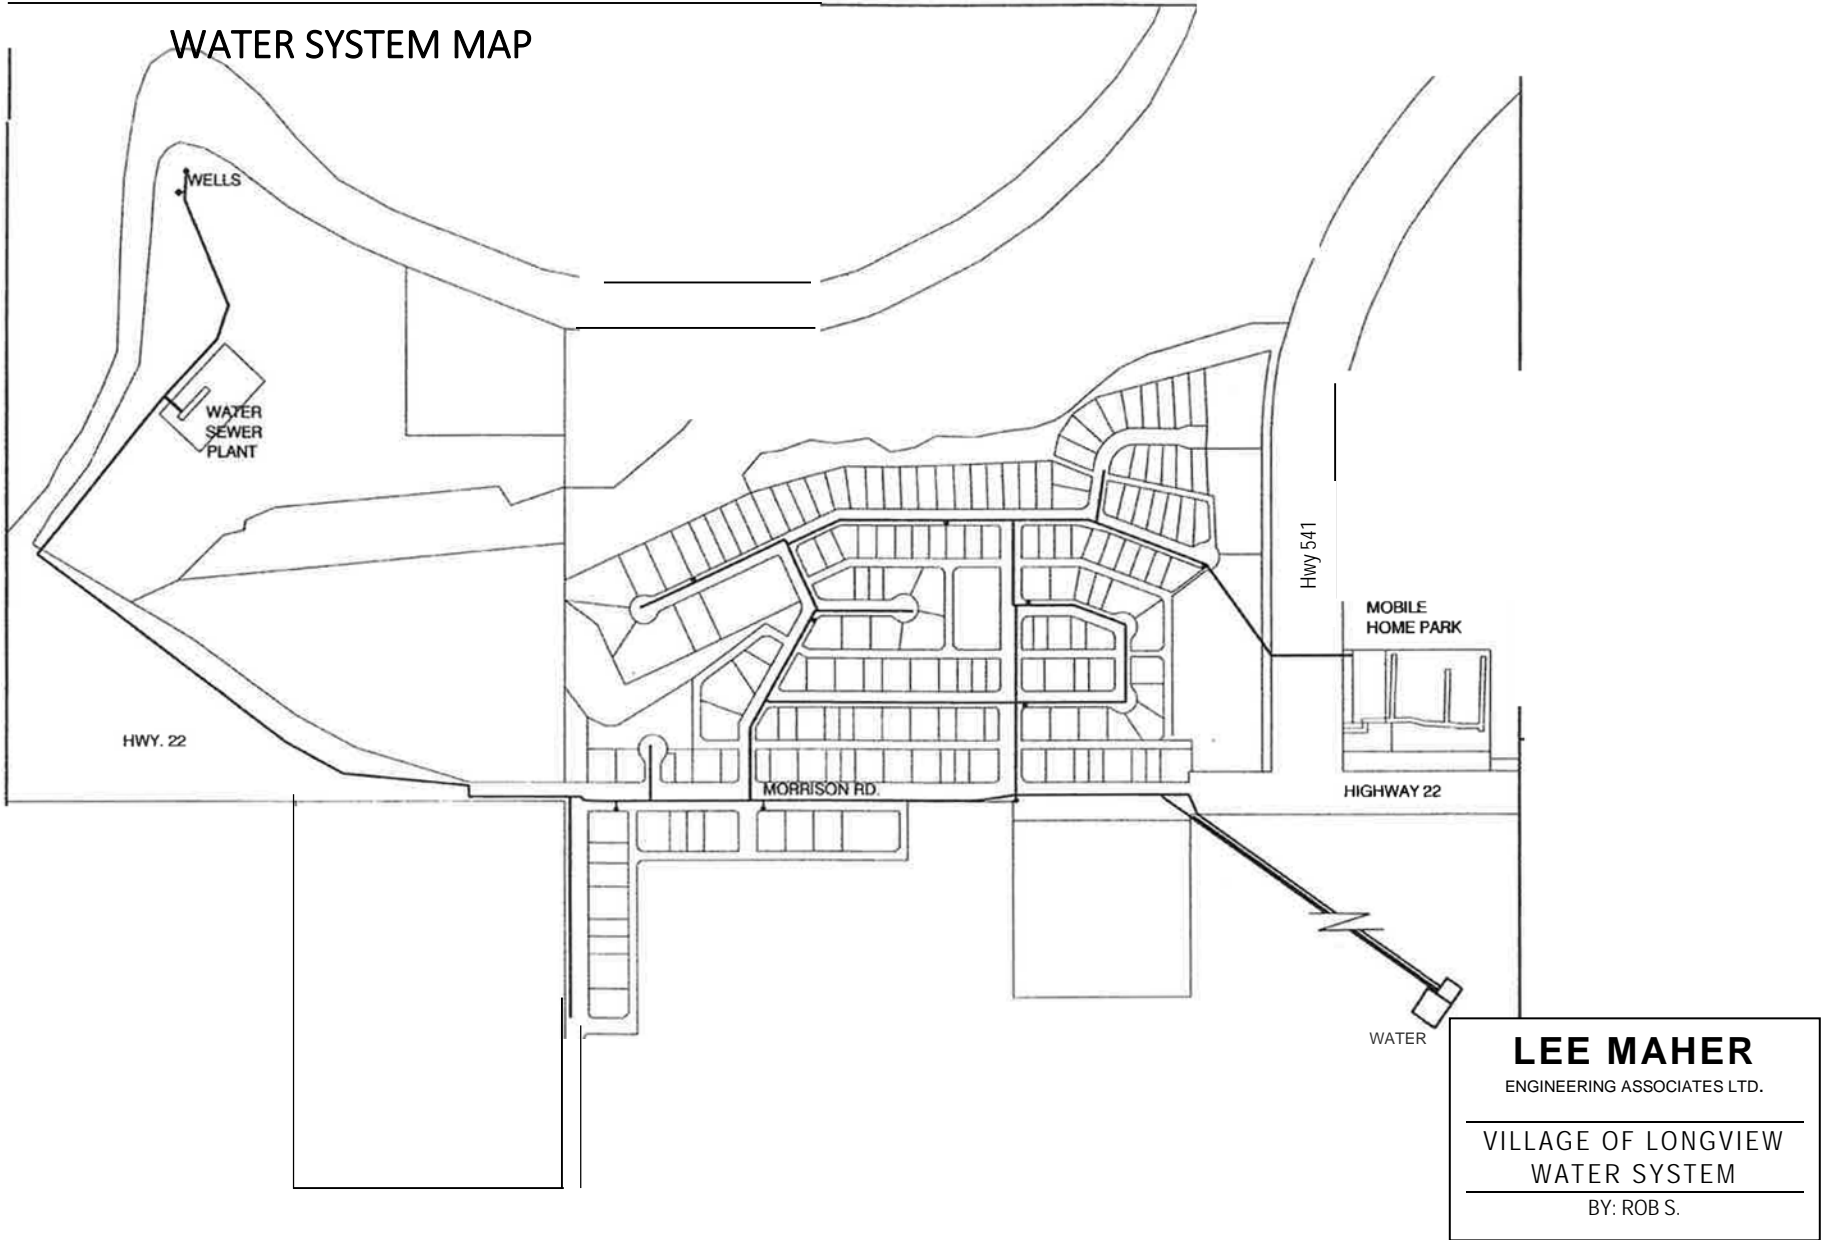 WATER SYSTEM MAP
WELLS
WATER
SEWER
PLANT
Hwy 541
MOBILE
HOME PARK
HWY. 22
MORRISON RD.
HIGHWAY 22
WATER
LEE MAHER
ENGINEERING ASSOCIATES LTD.
VILLAGE OF LONGVIEW
WATER SYSTEM
BY: ROB S.